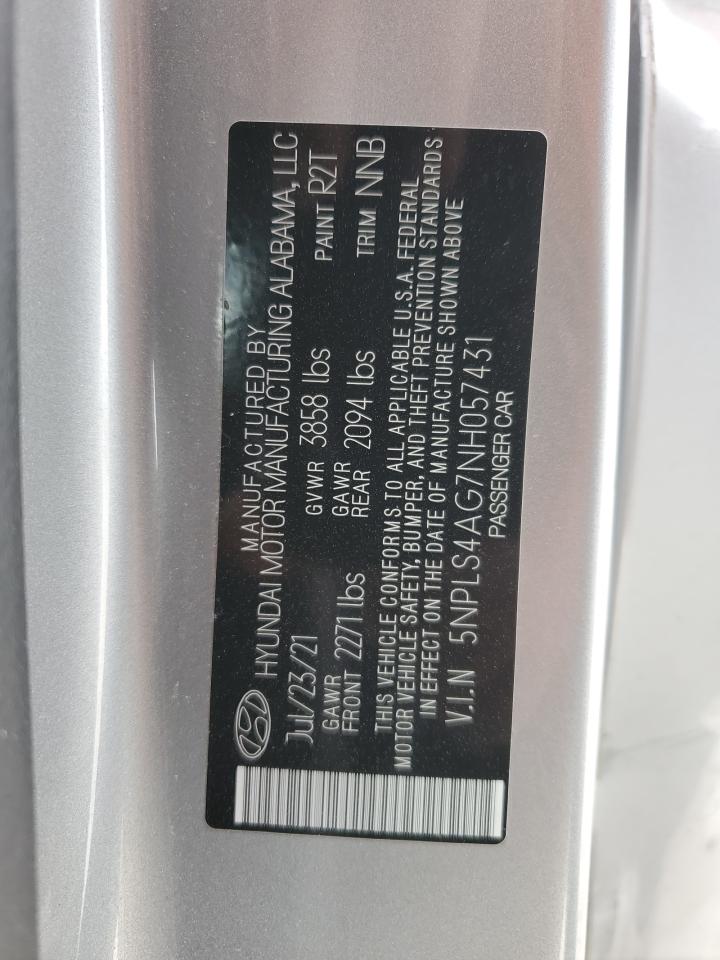 MANUFACTURED BY
HYUNDAI MOTOR MANUFACTURING ALABAMA, LLC
Jul/23/21 GVWR 3858 lbs PAINT R2T
GAWR FRONT 2271 lbs GAWR REAR 2094 lbs TRIM NNB
THIS VEHICLE CONFORMS TO ALL APPLICABLE U.S.A. FEDERAL
MOTOR VEHICLE SAFETY, BUMPER, AND THEFT PREVENTION STANDARDS
IN EFFECT ON THE DATE OF MANUFACTURE SHOWN ABOVE
V.I.N 5NPLS4AG7NH057431
PASSENGER CAR